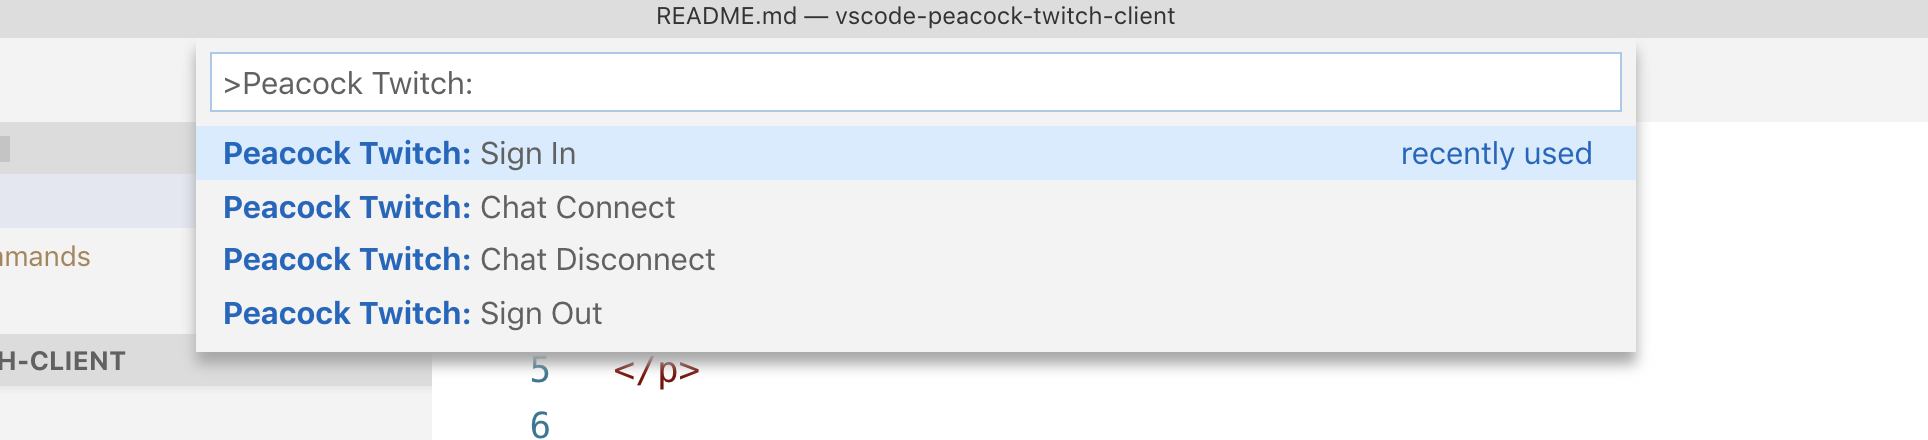 README.md — vscode-peacock-twitch-client
>Peacock Twitch:
Peacock Twitch: Sign In recently used
Peacock Twitch: Chat Connect
Peacock Twitch: Chat Disconnect
Peacock Twitch: Sign Out
mands
H-CLIENT
5 </p>
6